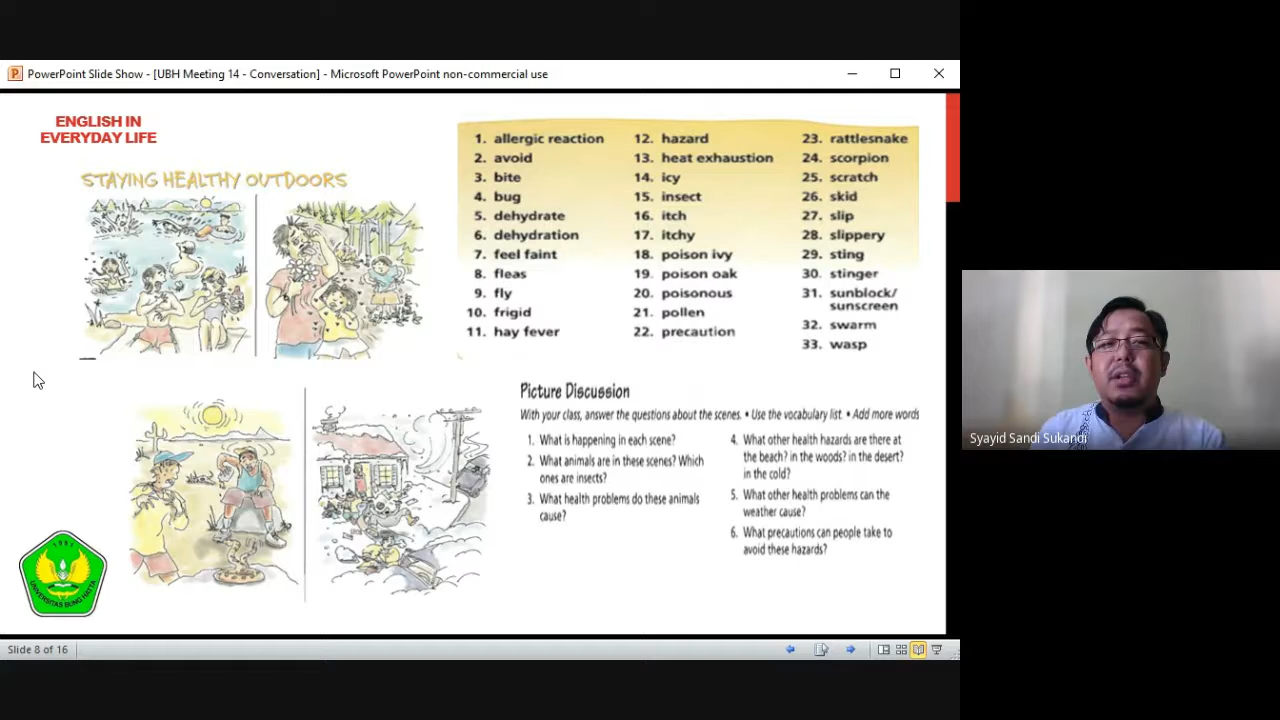 PowerPoint Slide Show - [UBH Meeting 14 - Conversation] - Microsoft PowerPoint non-commercial use
ENGLISH IN
EVERYDAY LIFE
STAYING HEALTHY OUTDOORS
1. allergic reaction
2. avoid
3. bite
4. bug
5. dehydrate
6. dehydration
7. feel faint
8. fleas
9. fly
10. frigid
11. hay fever
12. hazard
13. heat exhaustion
14. icy
15. insect
16. itch
17. itchy
18. poison ivy
19. poison oak
20. poisonous
21. pollen
22. precaution
23. rattlesnake
24. scorpion
25. scratch
26. skid
27. slip
28. slippery
29. sting
30. stinger
31. sunblock/
sunscreen
32. swarm
33. wasp
Picture Discussion
With your class, answer the questions about the scenes. • Use the vocabulary list. • Add more words
1. What is happening in each scene?
2. What animals are in these scenes? Which
ones are insects?
3. What health problems do these animals
cause?
4. What other health hazards are there at
the beach? in the woods? in the desert?
in the cold?
5. What other health problems can the
weather cause?
6. What precautions can people take to
avoid these hazards?
1981
UNIVERSITAS BUNG HATTA
Slide 8 of 16
Syayid Sandi Sukandi